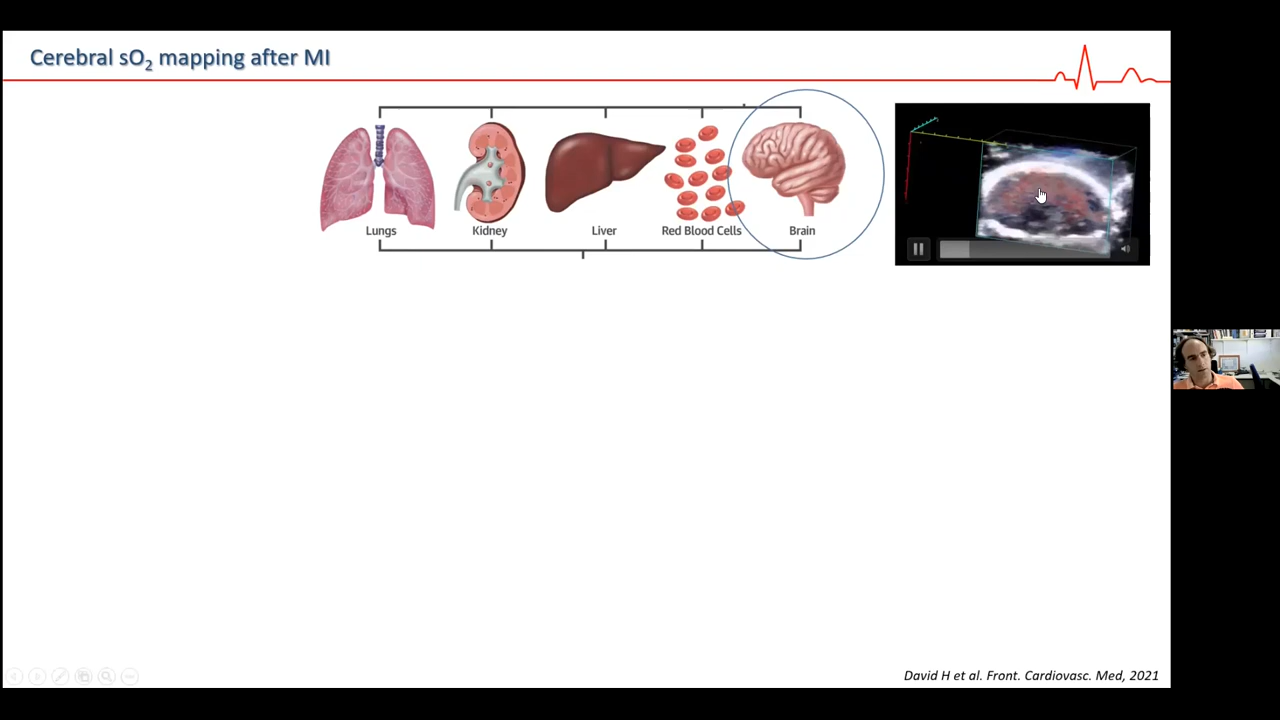 Cerebral sO₂ mapping after MI
Lungs
Kidney
Liver
Red Blood Cells
Brain
David H et al. Front. Cardiovasc. Med, 2021